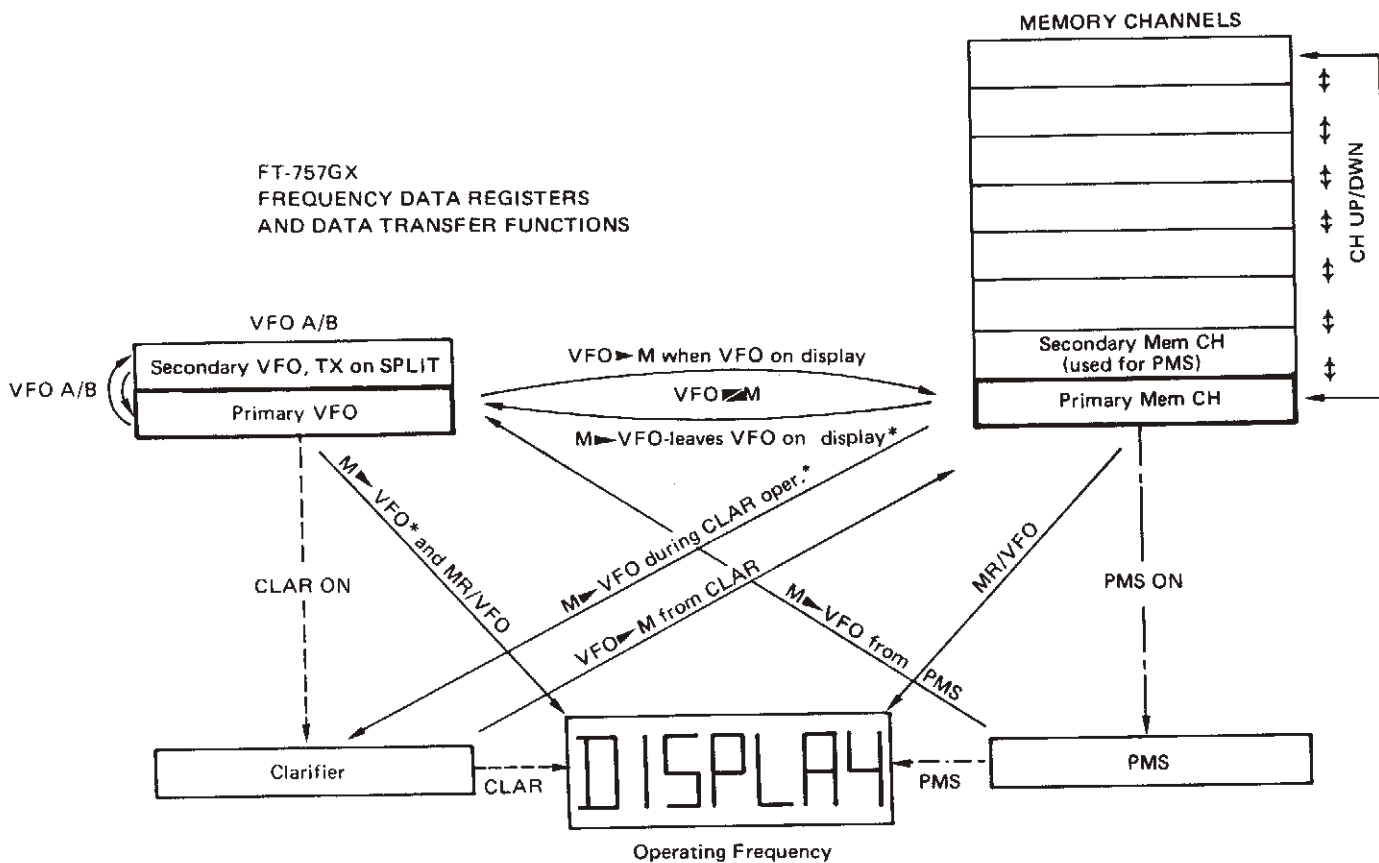 MEMORY CHANNELS
FT-757GX
FREQUENCY DATA REGISTERS
AND DATA TRANSFER FUNCTIONS
CH UP/DWN
VFO A/B
VFO A/B
Secondary VFO, TX on SPLIT
Primary VFO
VFO►M when VFO on display
VFO M
M►VFO-leaves VFO on display*
Secondary Mem CH
(used for PMS)
Primary Mem CH
M►VFO* and MR/VFO
M►VFO during CLAR oper.*
VFO►M from CLAR
M►VFO from PMS
MR/VFO
CLAR ON
PMS ON
Clarifier
CLAR
DISPLAY
PMS
PMS
Operating Frequency